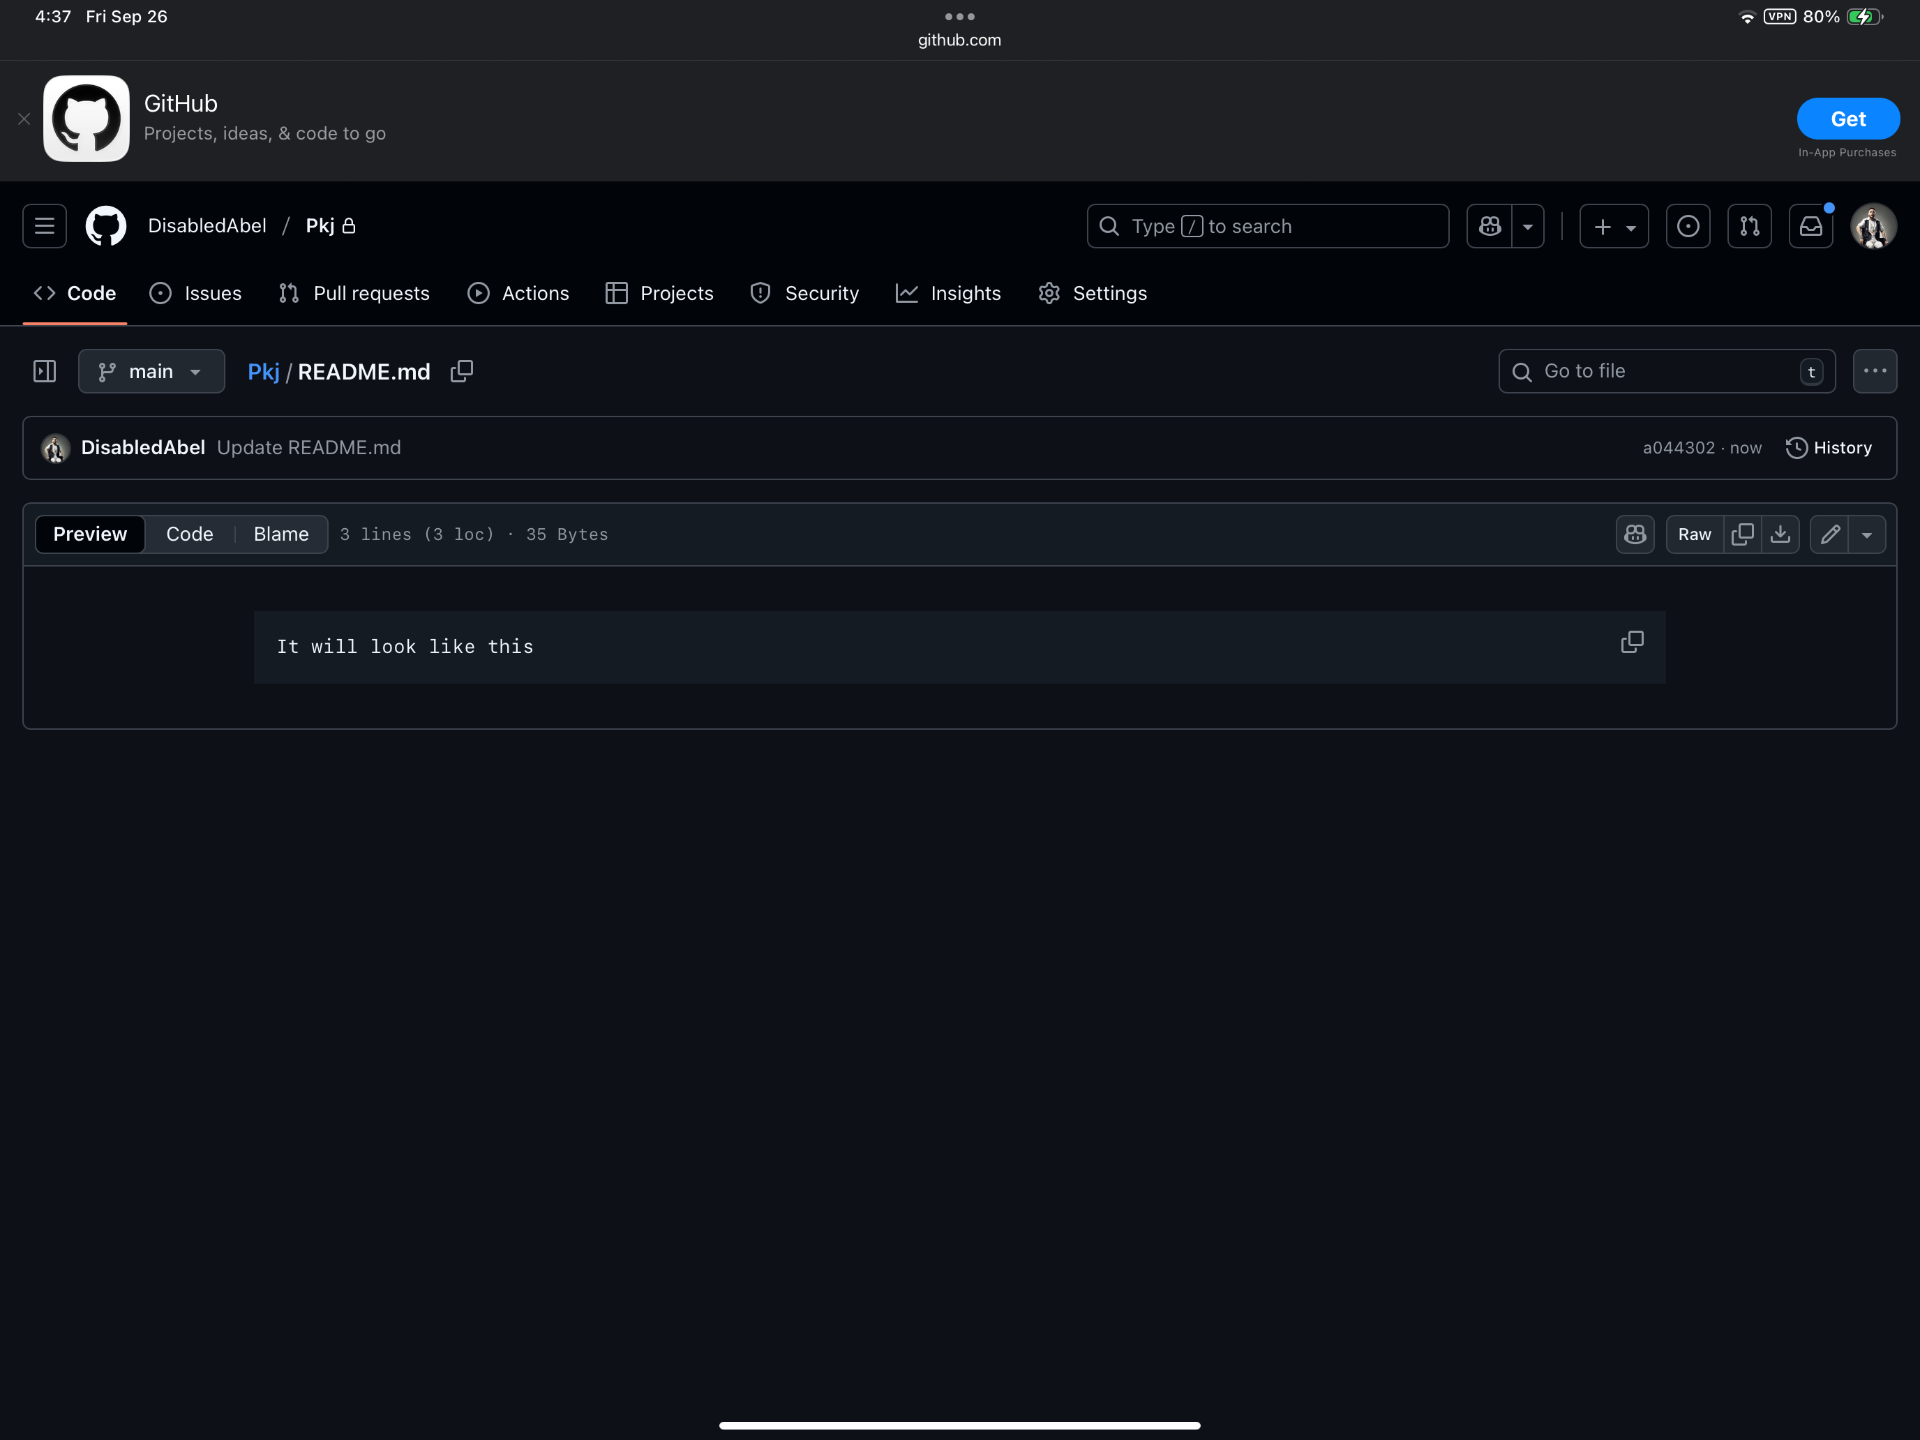 4:37 Fri Sep 26
github.com
VPN 80%
GitHub
Projects, ideas, & code to go
Get
In-App Purchases
DisabledAbel / Pkj
Type / to search
Code Issues Pull requests Actions Projects Security Insights Settings
main Pkj / README.md
Go to file t
DisabledAbel Update README.md
a044302 · now History
Preview Code Blame 3 lines (3 loc) · 35 Bytes
Raw
It will look like this